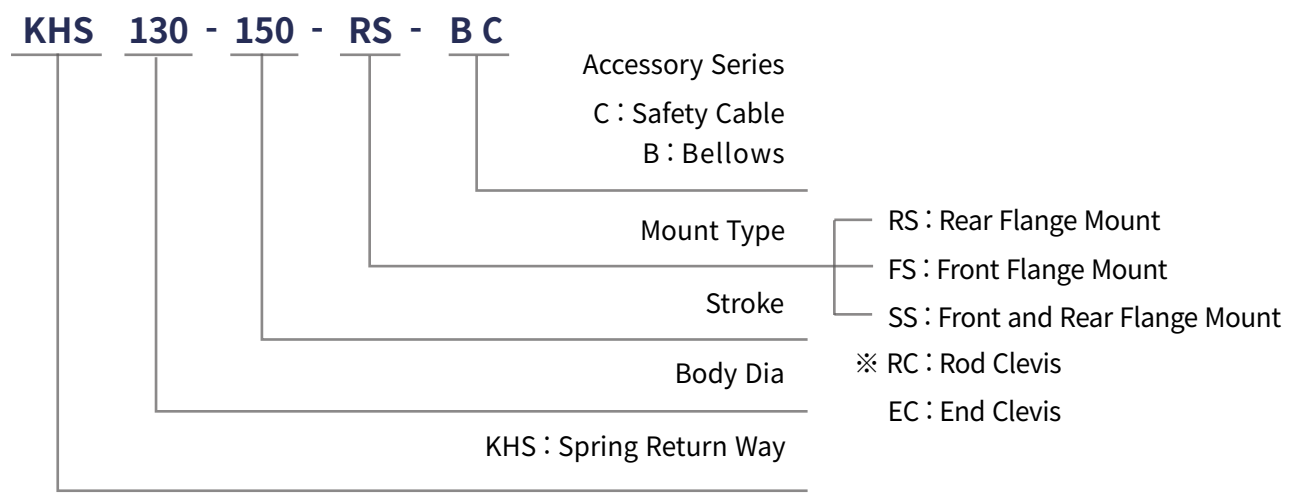 KHS 130 - 150 - RS - B C
Accessory Series
C : Safety Cable
B : Bellows
Mount Type
RS : Rear Flange Mount
FS : Front Flange Mount
SS : Front and Rear Flange Mount
※ RC : Rod Clevis
EC : End Clevis
Stroke
Body Dia
KHS : Spring Return Way